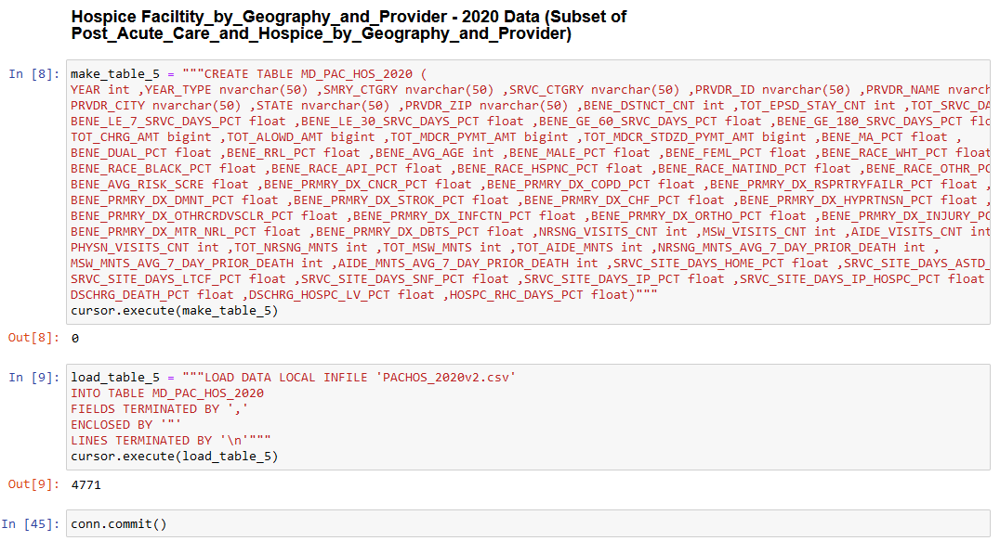 Hospice Faciltity_by_Geography_and_Provider - 2020 Data (Subset of
Post_Acute_Care_and_Hospice_by_Geography_and_Provider)
In [8]: make_table_5 = """CREATE TABLE MD_PAC_HOS_2020 (
YEAR int ,YEAR_TYPE nvarchar(50) ,SMRY_CTGRY nvarchar(50) ,SRVC_CTGRY nvarchar(50) ,PRVDR_ID nvarchar(50) ,PRVDR_NAME nvarch
PRVDR_CITY nvarchar(50) ,STATE nvarchar(50) ,PRVDR_ZIP nvarchar(50) ,BENE_DSTNCT_CNT int ,TOT_EPSD_STAY_CNT int ,TOT_SRVC_DA
BENE_LE_7_SRVC_DAYS_PCT float ,BENE_LE_30_SRVC_DAYS_PCT float ,BENE_GE_60_SRVC_DAYS_PCT float ,BENE_GE_180_SRVC_DAYS_PCT flo
TOT_CHRG_AMT bigint ,TOT_ALOWD_AMT bigint ,TOT_MDCR_PYMT_AMT bigint ,TOT_MDCR_STDZD_PYMT_AMT bigint ,BENE_MA_PCT float ,
BENE_DUAL_PCT float ,BENE_RRL_PCT float ,BENE_AVG_AGE int ,BENE_MALE_PCT float ,BENE_FEML_PCT float ,BENE_RACE_WHT_PCT float
BENE_RACE_BLACK_PCT float ,BENE_RACE_API_PCT float ,BENE_RACE_HSPNC_PCT float ,BENE_RACE_NATIND_PCT float ,BENE_RACE_OTHR_PC
BENE_AVG_RISK_SCRE float ,BENE_PRMRY_DX_CNCR_PCT float ,BENE_PRMRY_DX_COPD_PCT float ,BENE_PRMRY_DX_RSPRTRYFAILR_PCT float ,
BENE_PRMRY_DX_DMNT_PCT float ,BENE_PRMRY_DX_STROK_PCT float ,BENE_PRMRY_DX_CHF_PCT float ,BENE_PRMRY_DX_HYPRTNSN_PCT float ,
BENE_PRMRY_DX_OTHRCRDVSCLR_PCT float ,BENE_PRMRY_DX_INFCTN_PCT float ,BENE_PRMRY_DX_ORTHO_PCT float ,BENE_PRMRY_DX_INJURY_PC
BENE_PRMRY_DX_MTR_NRL_PCT float ,BENE_PRMRY_DX_DBTS_PCT float ,NRSNG_VISITS_CNT int ,MSW_VISITS_CNT int ,AIDE_VISITS_CNT int
PHYSN_VISITS_CNT int ,TOT_NRSNG_MNTS int ,TOT_MSW_MNTS int ,TOT_AIDE_MNTS int ,NRSNG_MNTS_AVG_7_DAY_PRIOR_DEATH int ,
MSW_MNTS_AVG_7_DAY_PRIOR_DEATH int ,AIDE_MNTS_AVG_7_DAY_PRIOR_DEATH int ,SRVC_SITE_DAYS_HOME_PCT float ,SRVC_SITE_DAYS_ASTD_
SRVC_SITE_DAYS_LTCF_PCT float ,SRVC_SITE_DAYS_SNF_PCT float ,SRVC_SITE_DAYS_IP_PCT float ,SRVC_SITE_DAYS_IP_HOSPC_PCT float
DSCHRG_DEATH_PCT float ,DSCHRG_HOSPC_LV_PCT float ,HOSPC_RHC_DAYS_PCT float)"""
cursor.execute(make_table_5)
Out[8]: 0
In [9]: load_table_5 = """LOAD DATA LOCAL INFILE 'PACHOS_2020v2.csv'
INTO TABLE MD_PAC_HOS_2020
FIELDS TERMINATED BY ','
ENCLOSED BY '"'
LINES TERMINATED BY '\n'"""
cursor.execute(load_table_5)
Out[9]: 4771
In [45]: conn.commit()